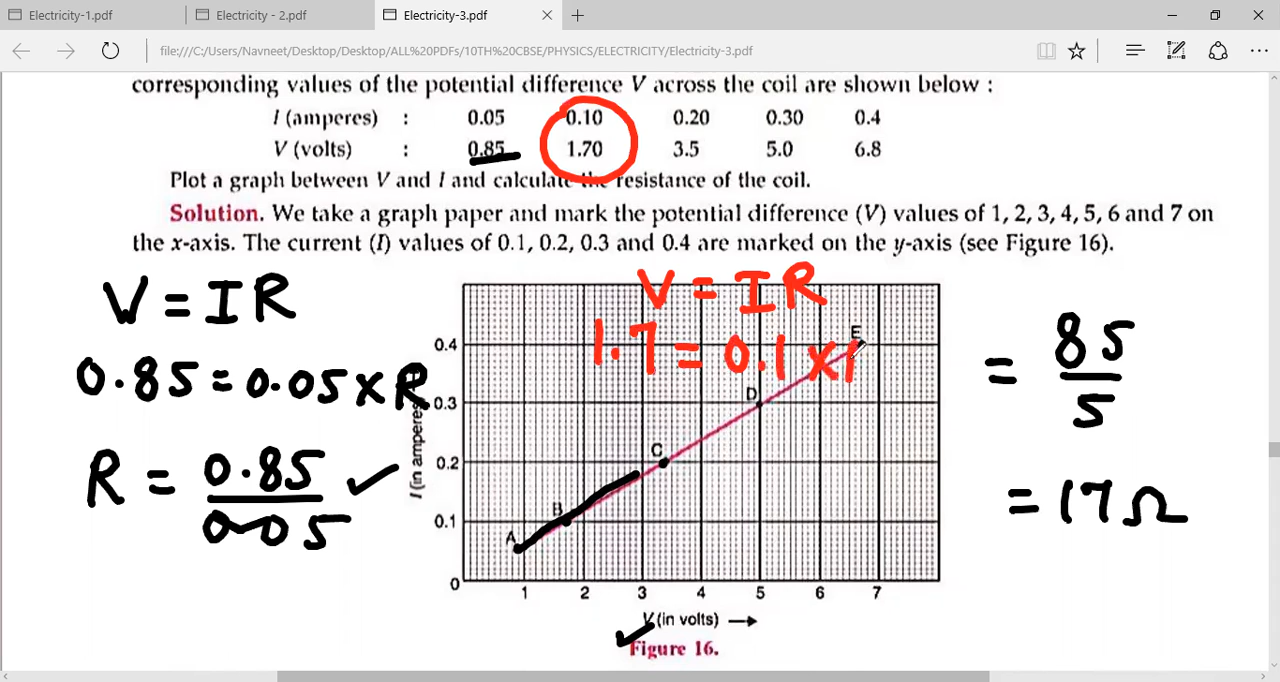 Electricity-1.pdf
Electricity - 2.pdf
Electricity-3.pdf
file:///C:/Users/Navneet/Desktop/Desktop/ALL%20PDFs/10TH%20CBSE/PHYSICS/ELECTRICITY/Electricity-3.pdf
corresponding values of the potential difference V across the coil are shown below :
I (amperes) : 0.05 0.10 0.20 0.30 0.4
V (volts) : 0.85 1.70 3.5 5.0 6.8
Plot a graph between V and I and calculate the resistance of the coil.
Solution. We take a graph paper and mark the potential difference (V) values of 1, 2, 3, 4, 5, 6 and 7 on
the x-axis. The current (I) values of 0.1, 0.2, 0.3 and 0.4 are marked on the y-axis (see Figure 16).
V = IR
0.85 = 0.05 x R
R = 0.85
0.05
V = IR
1.7 = 0.1 x
I (in amperes)
0.4
0.3
0.2
0.1
0
A
B
C
D
E
1 2 3 4 5 6 7
V (in volts)
Figure 16.
= 85
5
= 17 Ω